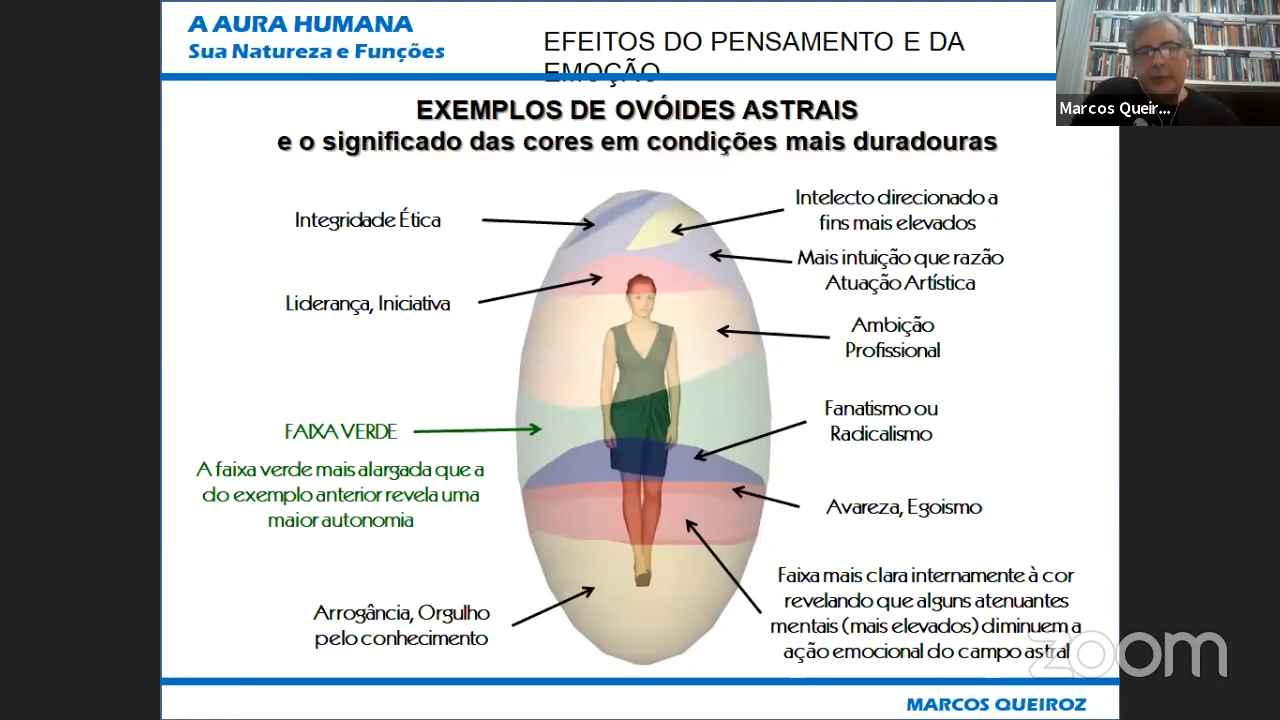 A AURA HUMANA
Sua Natureza e Funções
EFEITOS DO PENSAMENTO E DA
EMOÇÃO
Marcos Queir...
EXEMPLOS DE OVÓIDES ASTRAIS
e o significado das cores em condições mais duradouras
Integridade Ética
Intelecto direcionado a
fins mais elevados
Mais intuição que razão
Atuação Artística
Liderança, Iniciativa
Ambição
Profissional
Fanatismo ou
Radicalismo
FAIXA VERDE
A faixa verde mais alargada que a
do exemplo anterior revela uma
maior autonomia
Avareza, Egoismo
Faixa mais clara internamente à cor
revelando que alguns atenuantes
mentais (mais elevados) diminuem a
ação emocional do campo astral
Arrogância, Orgulho
pelo conhecimento
zoom
MARCOS QUEIROZ